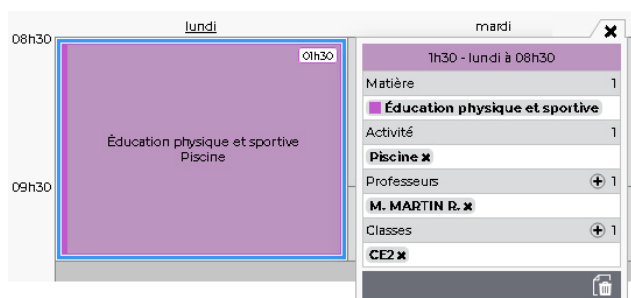 lundi
mardi
08h30
01h30
Éducation physique et sportive
Piscine
09h30
1h30 - lundi à 08h30
Matière 1
Éducation physique et sportive
Activité 1
Piscine
Professeurs 1
M. MARTIN R.
Classes 1
CE2